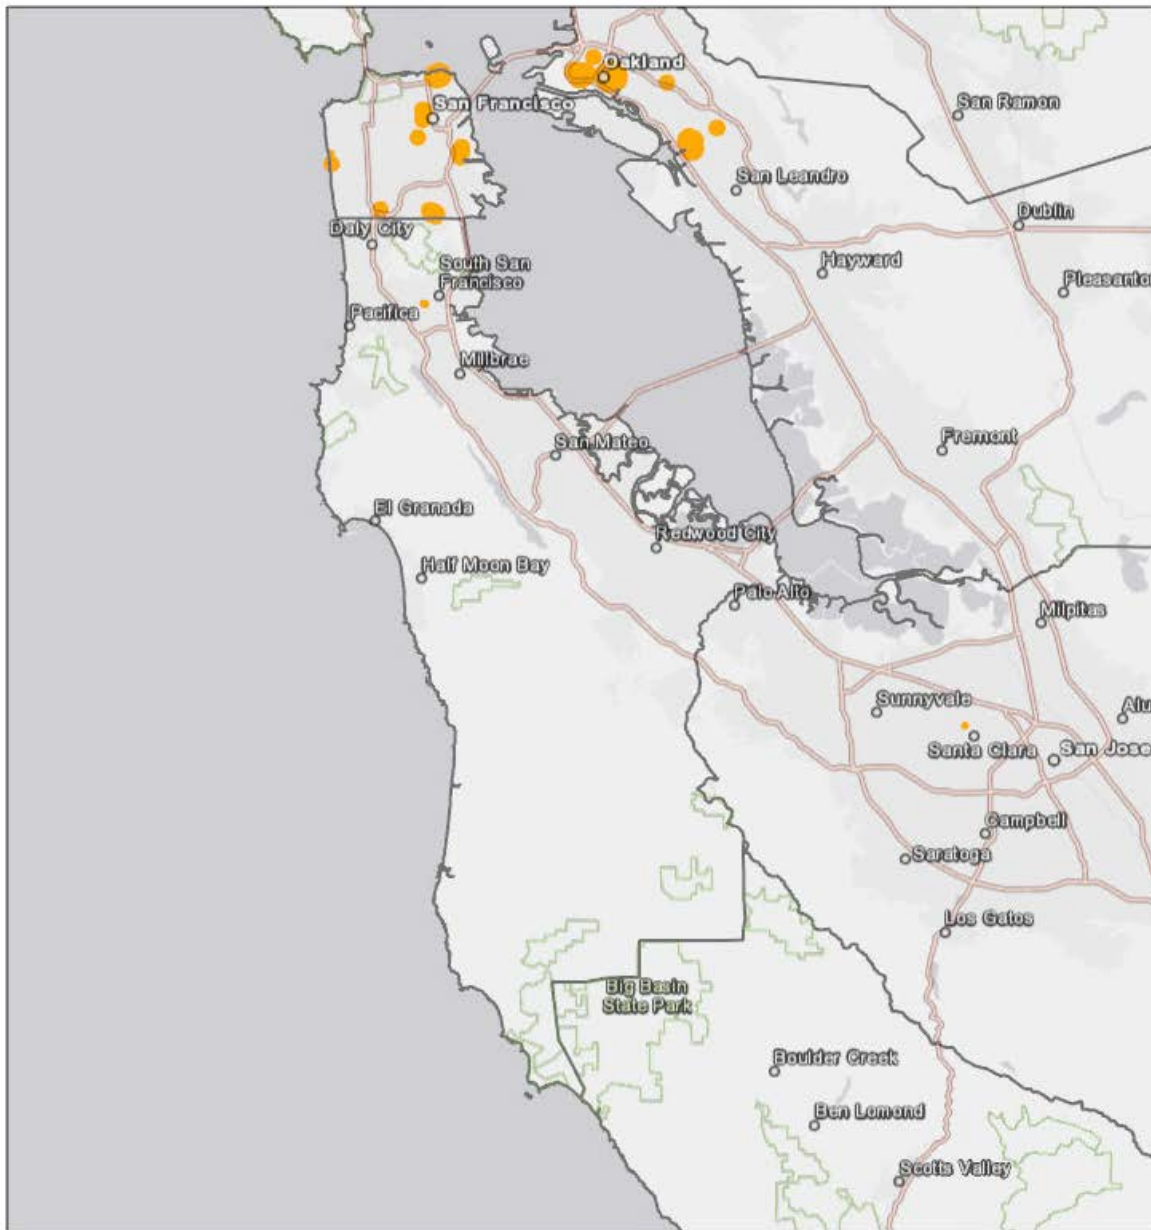 Oakland
San Francisco
San Ramon
San Leandro
Dublin
Daly City
South San
Francisco
Hayward
Pleasanton
Pacifica
Millbrae
San Mateo
Fremont
El Granada
Redwood City
Half Moon Bay
Palo Alto
Milpitas
Sunnyvale
Alu
Santa Clara
San Jose
Campbell
Saratoga
Los Gatos
Big Basin
State Park
Boulder Creek
Ben Lomond
Scotts Valley